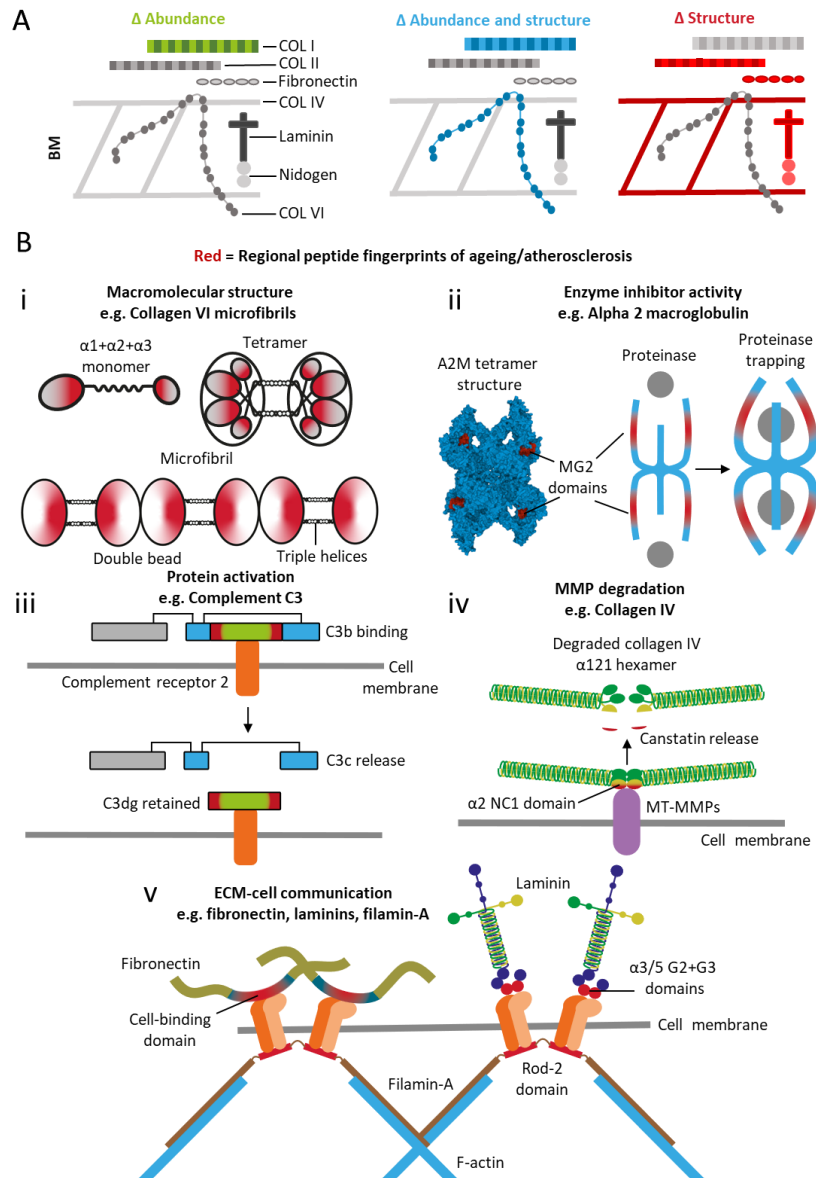 A
Δ Abundance
Δ Abundance and structure
Δ Structure
COL I
COL II
Fibronectin
COL IV
BM
Laminin
Nidogen
COL VI
B
Red = Regional peptide fingerprints of ageing/atherosclerosis
i
Macromolecular structure
e.g. Collagen VI microfibrils
α1+α2+α3
monomer
Tetramer
Microfibril
Double bead
Triple helices
ii
Enzyme inhibitor activity
e.g. Alpha 2 macroglobulin
A2M tetramer
structure
Proteinase
Proteinase
trapping
MG2
domains
iii
Protein activation
e.g. Complement C3
C3b binding
Complement receptor 2
Cell
membrane
C3c release
C3dg retained
iv
MMP degradation
e.g. Collagen IV
Degraded collagen IV
α121 hexamer
Canstatin release
α2 NC1 domain
MT-MMPs
Cell membrane
v
ECM-cell communication
e.g. fibronectin, laminins, filamin-A
Laminin
Fibronectin
α3/5 G2+G3
domains
Cell-binding
domain
Cell membrane
Filamin-A
Rod-2
domain
F-actin